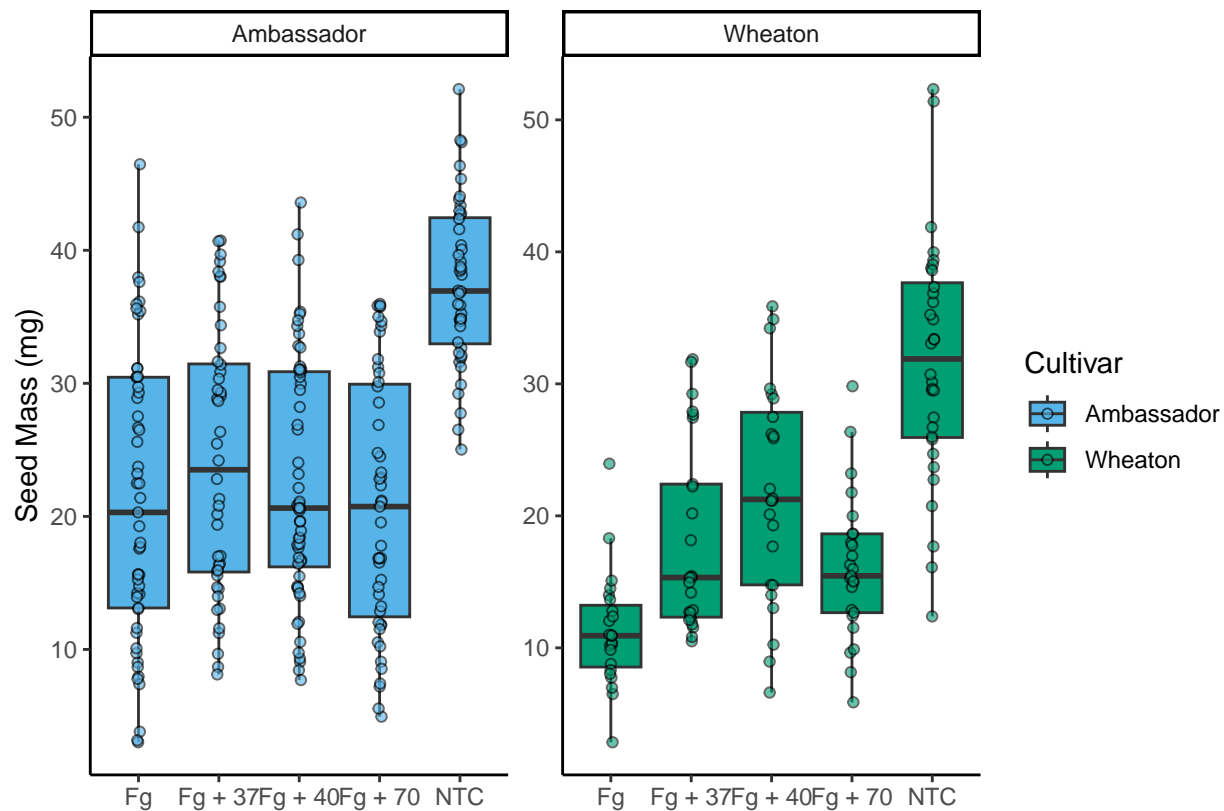 Ambassador
Wheaton
Seed Mass (mg)
50
40
30
20
10
50
40
30
20
10
Fg Fg + 37 Fg + 40 Fg + 70 NTC
Fg Fg + 37 Fg + 40 Fg + 70 NTC
Cultivar
Ambassador
Wheaton